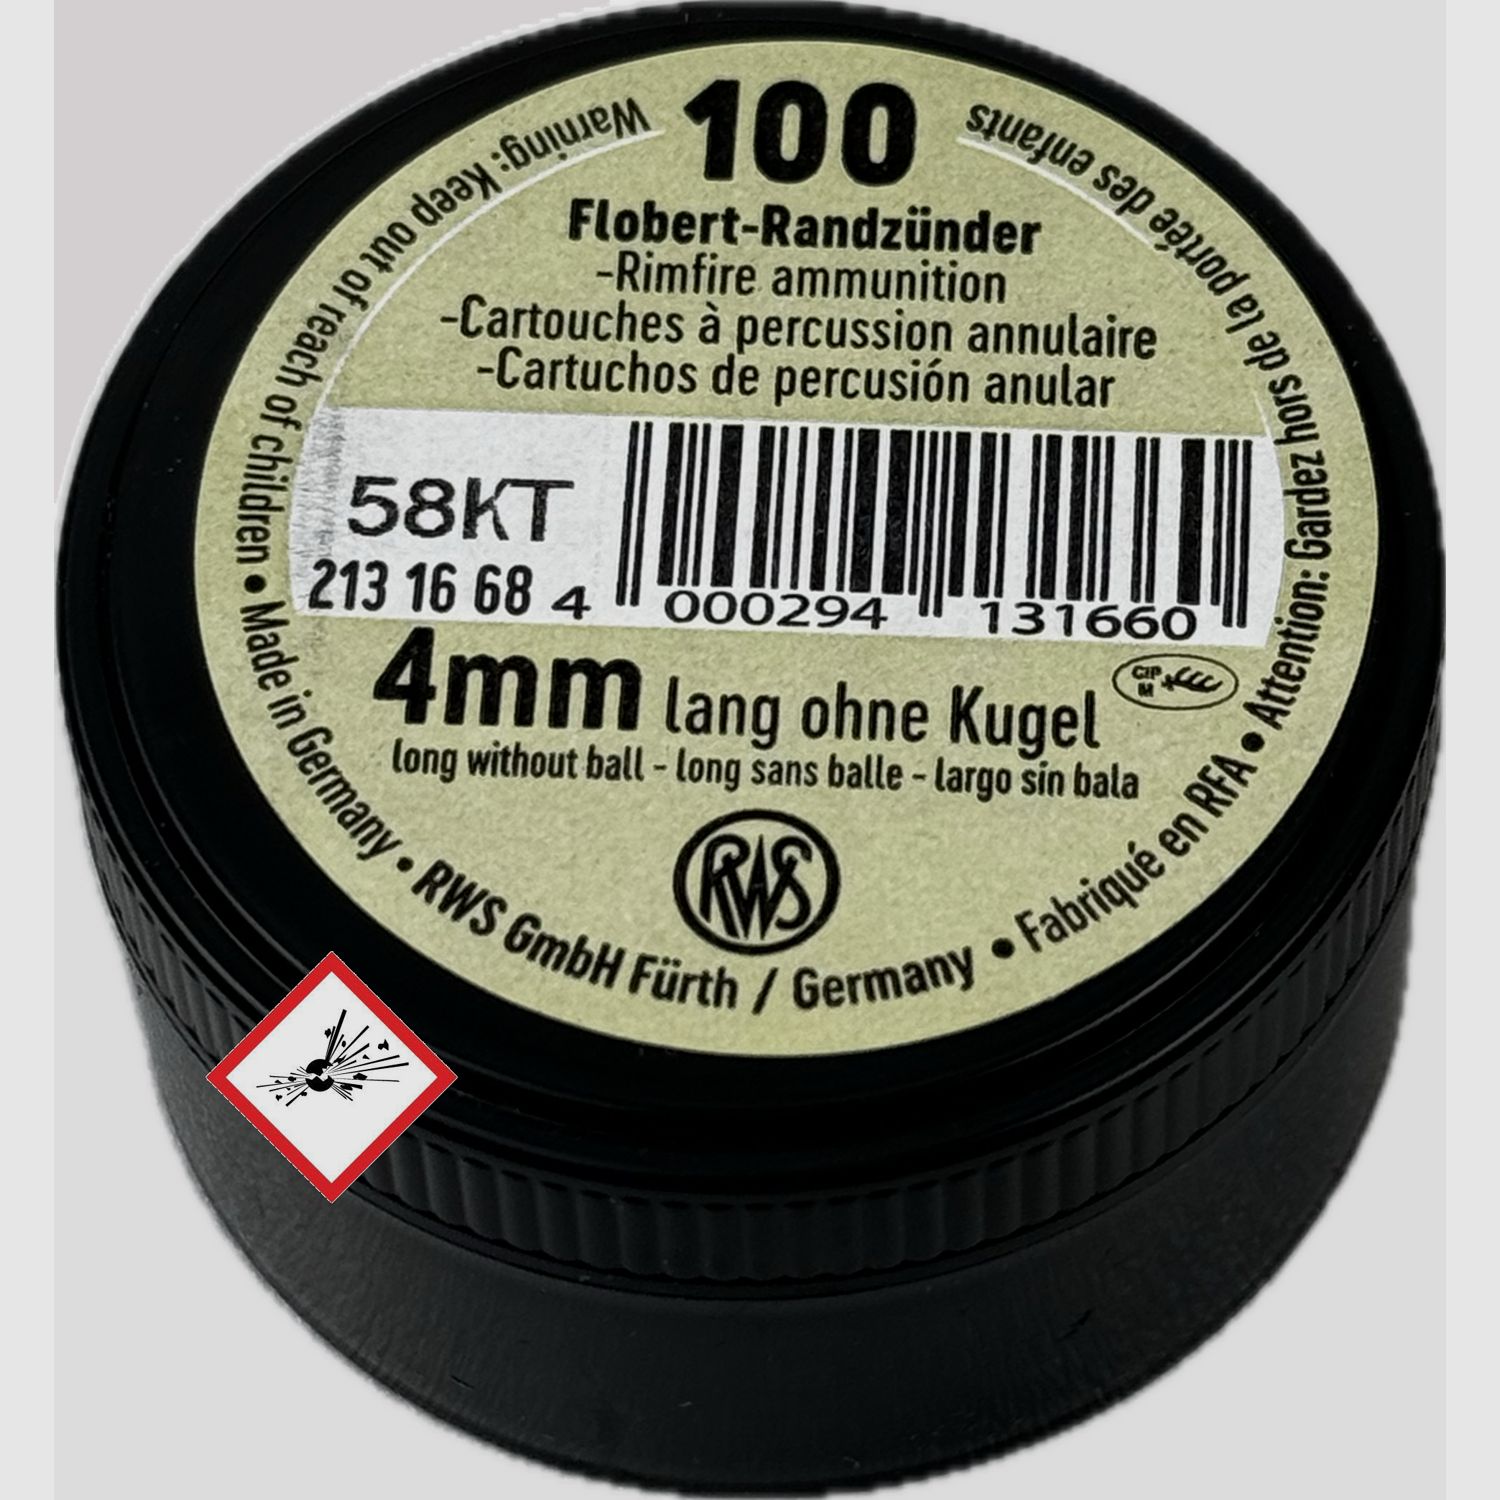 100
Flobert-Randzünder
-Rimfire ammunition
-Cartouches à percussion annulaire
-Cartuchos de percusión anular
58KT
213 16 68
4 000294 131660
4mm lang ohne Kugel
CIP
M
long without ball - long sans balle - largo sin bala
RWS
Warning: Keep out of reach of children • Made in Germany • RWS GmbH Fürth / Germany • Fabriqué en RFA • Attention: Gardez hors de la portée des enfants